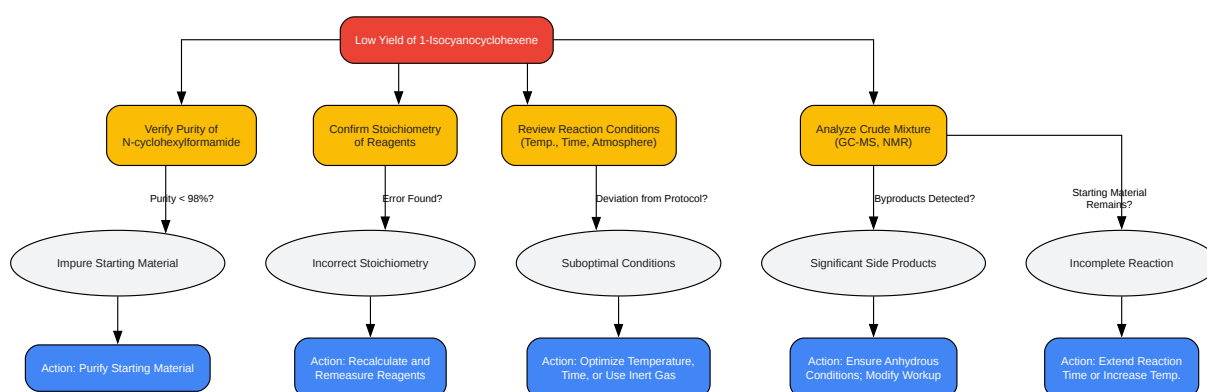 Low Yield of 1-Isocyanocyclohexene
Verify Purity of
N-cyclohexylformamide
Confirm Stoichiometry
of Reagents
Review Reaction Conditions
(Temp., Time, Atmosphere)
Analyze Crude Mixture
(GC-MS, NMR)
Purity < 98%?
Error Found?
Deviation from Protocol?
Byproducts Detected?
Starting Material
Remains?
Impure Starting Material
Incorrect Stoichiometry
Suboptimal Conditions
Significant Side Products
Incomplete Reaction
Action: Purify Starting Material
Action: Recalculate and
Remeasure Reagents
Action: Optimize Temperature,
Time, or Use Inert Gas
Action: Ensure Anhydrous
Conditions; Modify Workup
Action: Extend Reaction
Time or Increase Temp.